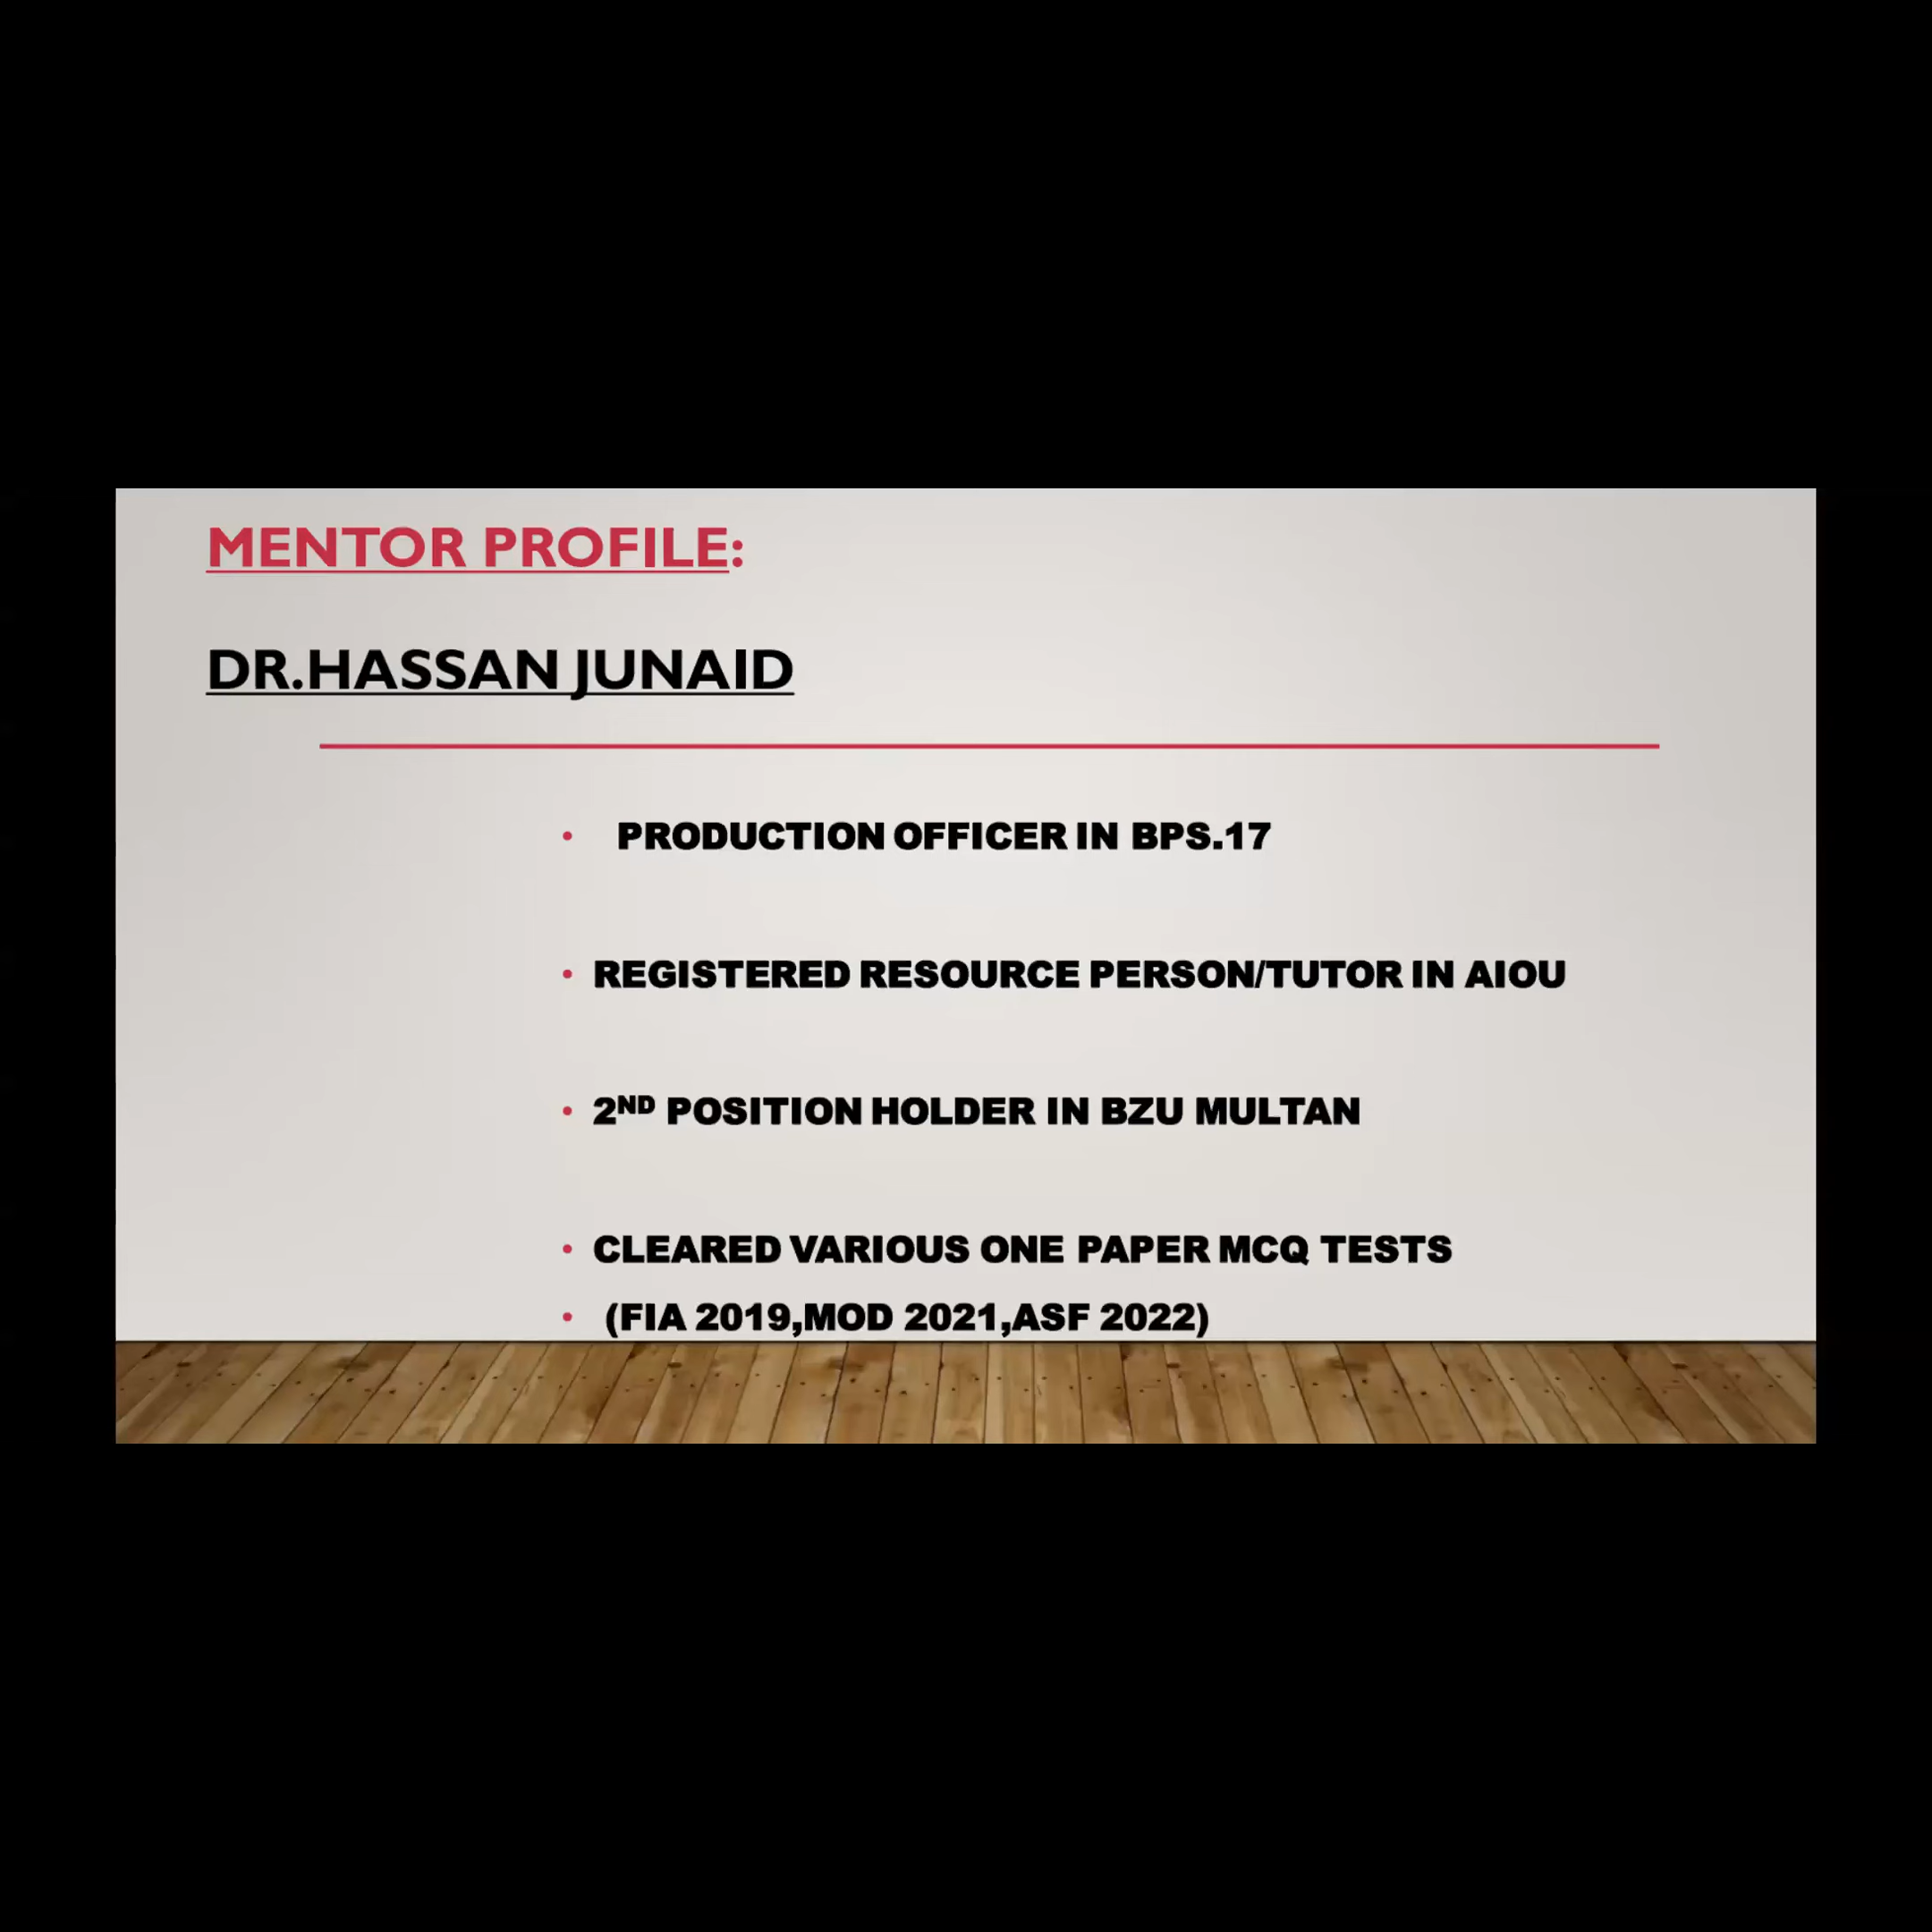 MENTOR PROFILE:
DR.HASSAN JUNAID
• PRODUCTION OFFICER IN BPS.17
• REGISTERED RESOURCE PERSON/TUTOR IN AIOU
• 2ND POSITION HOLDER IN BZU MULTAN
• CLEARED VARIOUS ONE PAPER MCQ TESTS
• (FIA 2019,MOD 2021,ASF 2022)